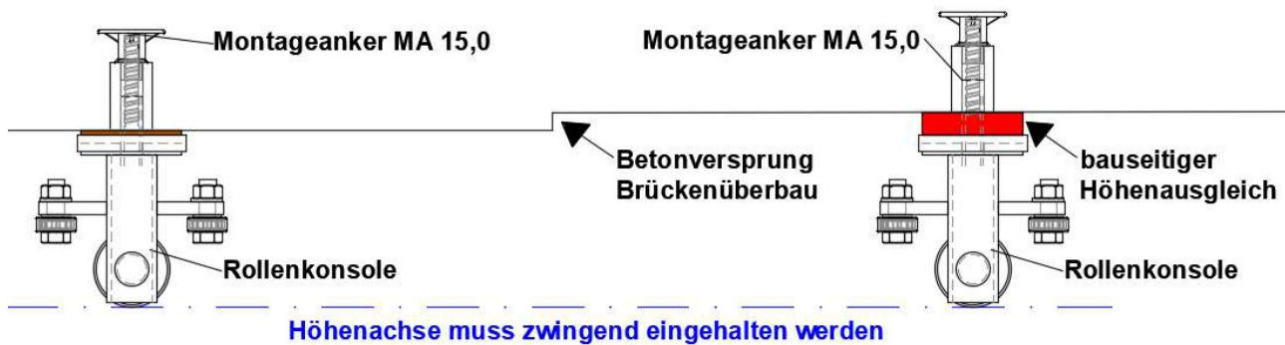 Montageanker MA 15,0
Montageanker MA 15,0
Betonversprung
Brückenüberbau
bauseitiger
Höhenausgleich
Rollenkonsole
Rollenkonsole
Höhenachse muss zwingend eingehalten werden